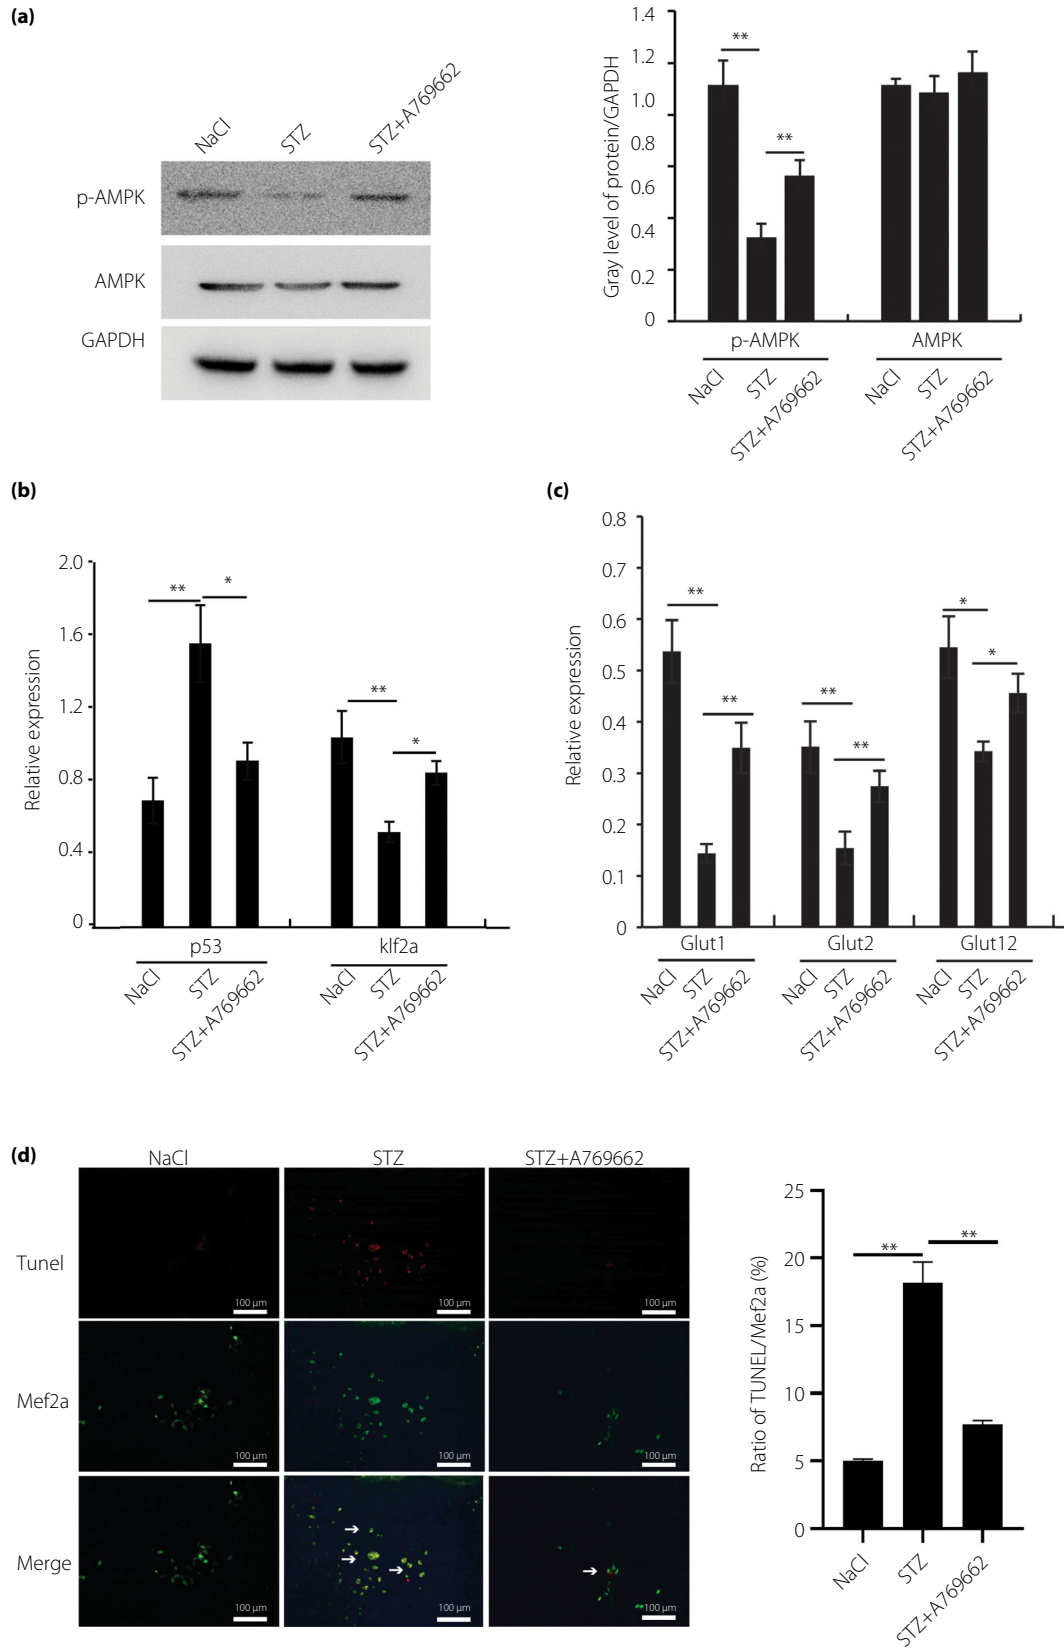 (a)
NaCl
STZ
STZ+A769662
p-AMPK
AMPK
GAPDH
Gray level of protein/GAPDH
1.4
1.2
1.0
0.8
0.6
0.4
0.2
0
**
**
p-AMPK
AMPK
NaCl
STZ
STZ+A769662
NaCl
STZ
STZ+A769662
(b)
Relative expression
2.0
1.6
1.2
0.8
0.4
0
**
*
**
*
p53
klf2a
NaCl
STZ
STZ+A769662
NaCl
STZ
STZ+A769662
(c)
Relative expression
0.8
0.7
0.6
0.5
0.4
0.3
0.2
0.1
0
**
**
**
**
*
*
Glut1
Glut2
Glut12
NaCl
STZ
STZ+A769662
NaCl
STZ
STZ+A769662
NaCl
STZ
STZ+A769662
(d)
NaCl
STZ
STZ+A769662
Tunel
100 µm
100 µm
100 µm
Mef2a
100 µm
100 µm
100 µm
Merge
100 µm
100 µm
100 µm
Ratio of TUNEL/Mef2a (%)
25
20
15
10
5
0
**
**
NaCl
STZ
STZ+A769662